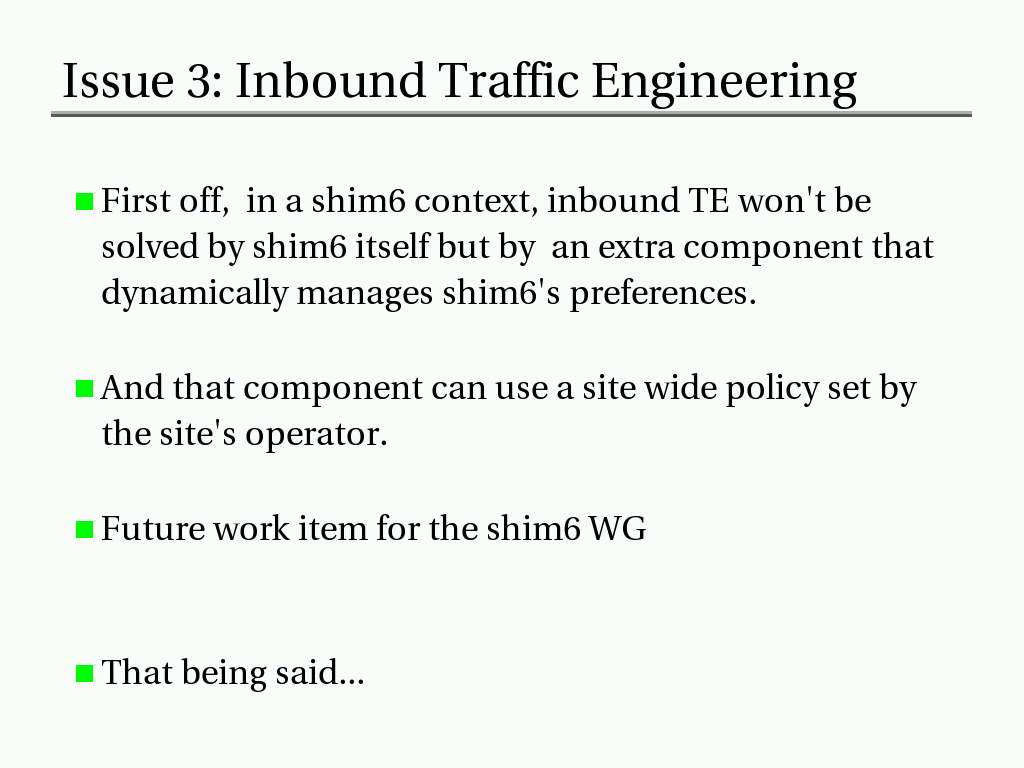 Issue 3: Inbound Traffic Engineering
First off,  in a shim6 context, inbound TE won't be
solved by shim6 itself but by  an extra component that
dynamically manages shim6's preferences.
And that component can use a site wide policy set by
the site's operator.
Future work item for the shim6 WG
That being said...